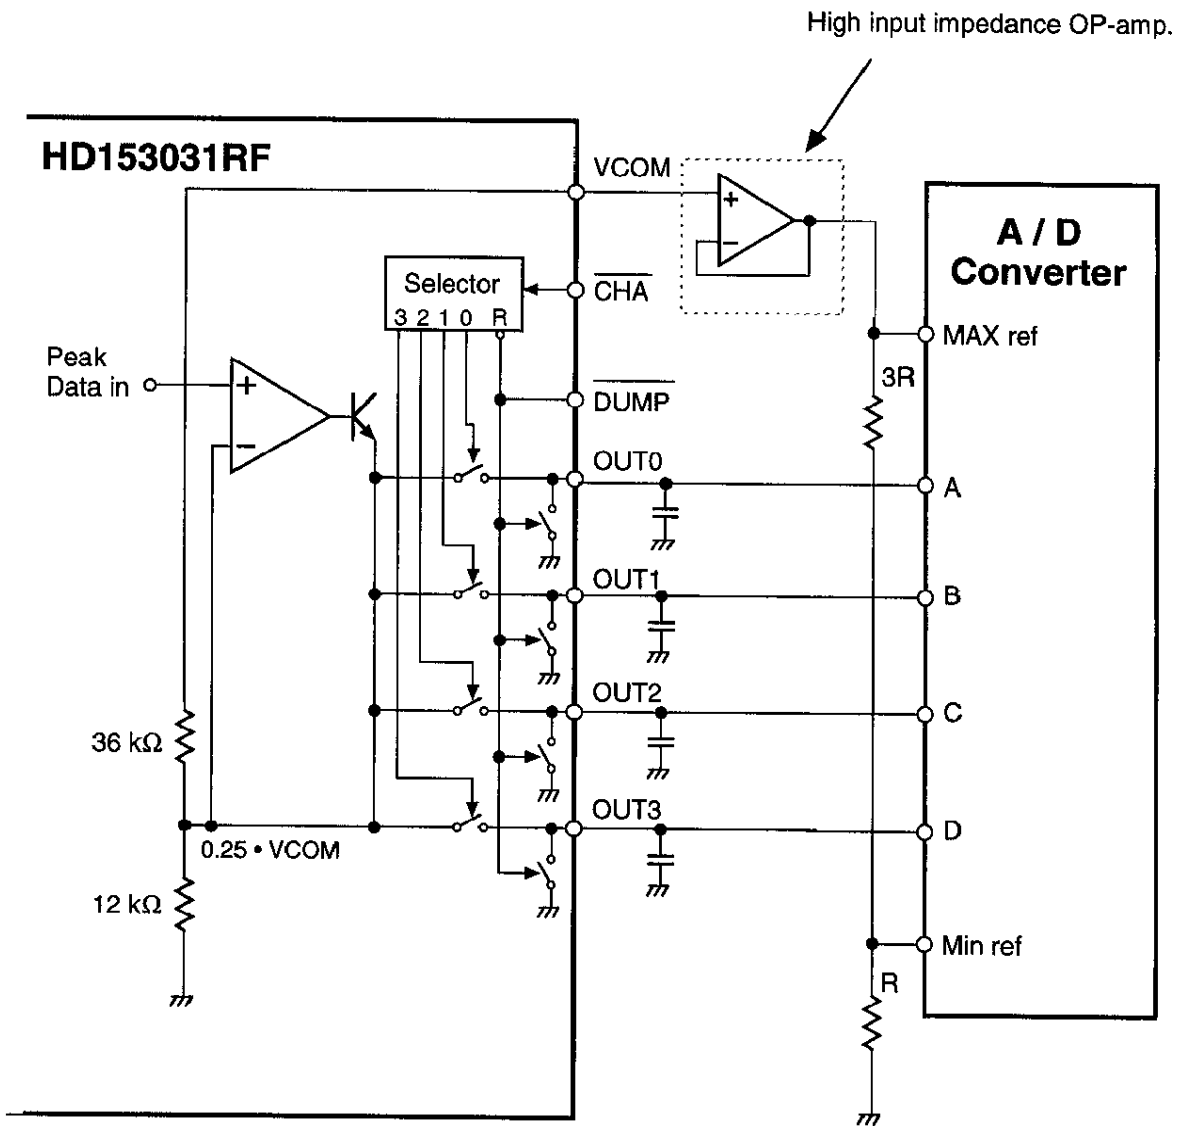 High input impedance OP-amp.
HD153031RF
VCOM
A / D
Converter
Selector
3 2 1 0 R
CHA
MAX ref
Peak
Data in
+
−
+
−
3R
DUMP
OUT0
A
OUT1
B
OUT2
C
36 kΩ
OUT3
D
0.25 • VCOM
12 kΩ
Min ref
R